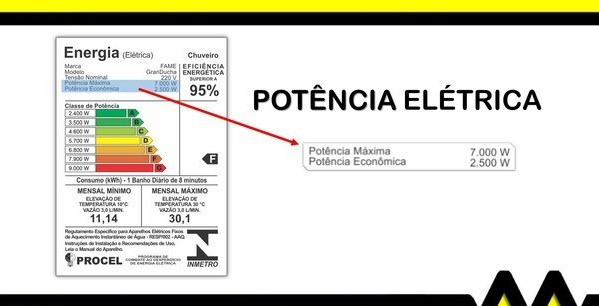 Energia (Elétrica) Chuveiro
Marca FAME
Modelo GranDucha
Tensão Nominal 220 V
Potência Máxima 7.000 W
Potência Econômica 2.500 W
EFICIÊNCIA
ENERGÉTICA
SUPERIOR A
95%
Classe de Potência
2.400 W A
3.500 W B
4.600 W C
5.700 W D
6.800 W E
7.900 W F
9.000 W G
F
Consumo (kWh) - 1 Banho Diário de 8 minutos
MENSAL MÍNIMO
ELEVAÇÃO DE
TEMPERATURA 10°C
VAZÃO 3,0 L/MIN.
11,14
MENSAL MÁXIMO
ELEVAÇÃO DE
TEMPERATURA 30 °C
VAZÃO 3,0 L/MIN.
30,1
Regulamento Específico para Aparelhos Elétricos Fixos
de Aquecimento Instantâneo de Água - RESP/002 - AAQ
Instruções de Instalação e Recomendações de Uso,
Leia o Manual do Aparelho.
PROCEL
PROGRAMA DE
COMBATE AO DESPERDÍCIO
DE ENERGIA ELÉTRICA
INMETRO
POTÊNCIA ELÉTRICA
Potência Máxima 7.000 W
Potência Econômica 2.500 W